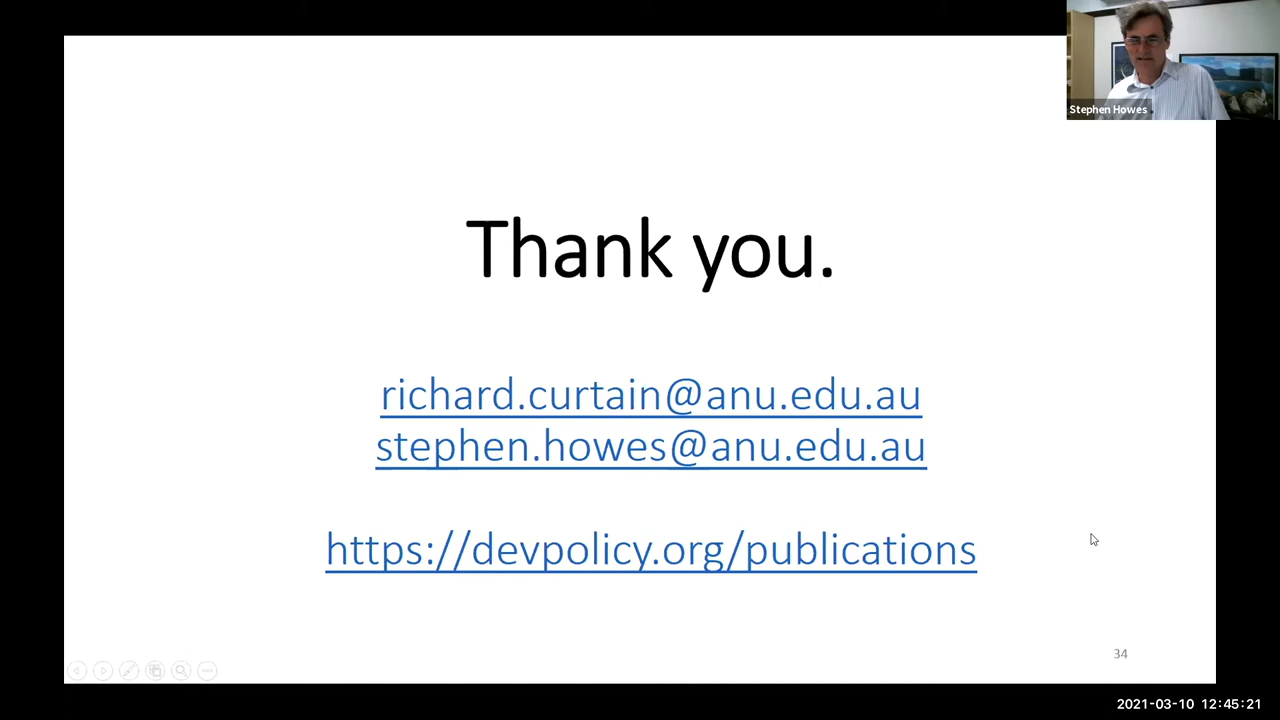 Stephen Howes
Thank you.
richard.curtain@anu.edu.au
stephen.howes@anu.edu.au
https://devpolicy.org/publications
34
2021-03-10 12:45:21